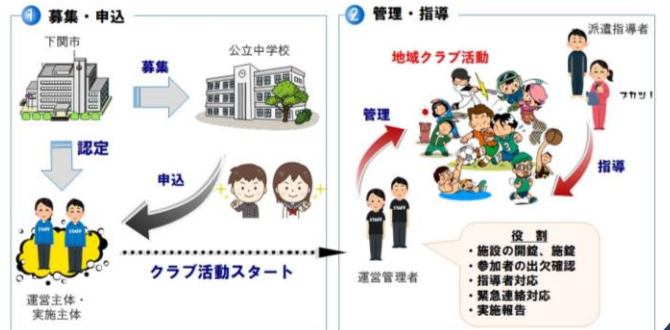 ① 募集・申込
下関市
公立中学校
募集
認定
申込
STAFF STAFF
運営主体・
実施主体
クラブ活動スタート
② 管理・指導
派遣指導者
地域クラブ活動
ブカツ!
管理
指導
STAFF STAFF
運営管理者
役 割
・施設の開錠、施錠
・参加者の出欠確認
・指導者対応
・緊急連絡対応
・実施報告